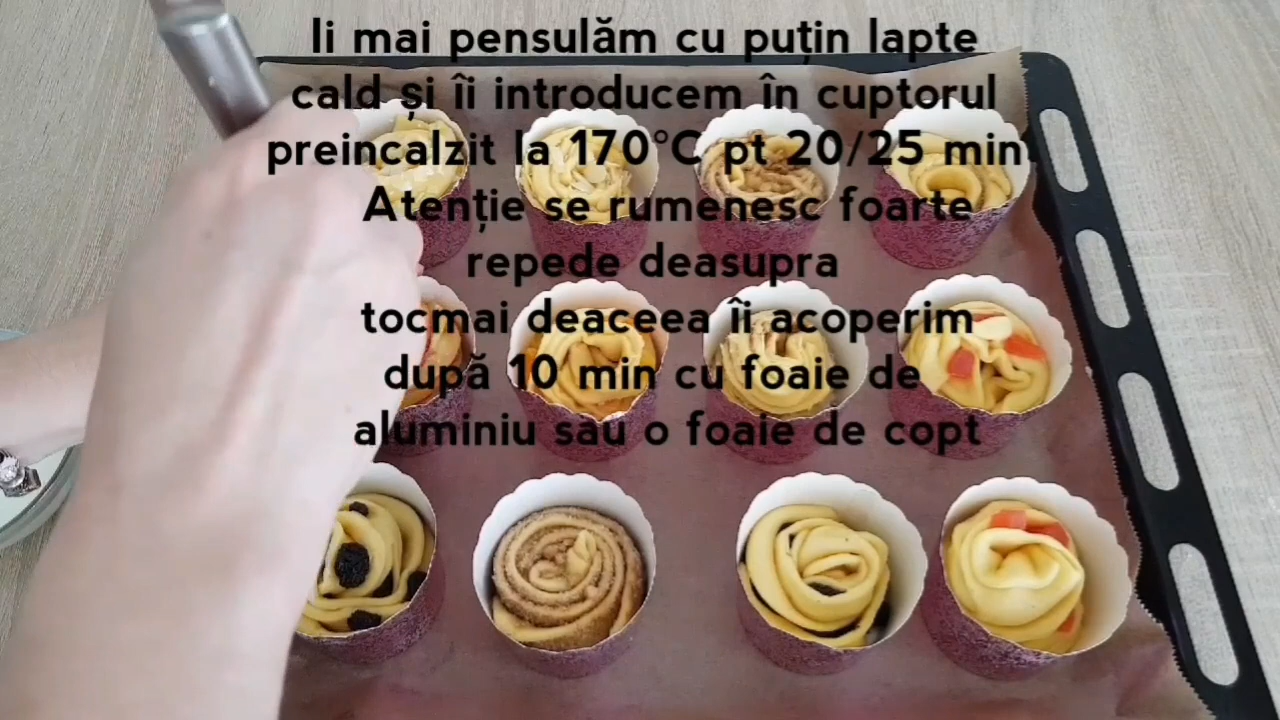 Ii mai pensulăm cu puțin lapte
cald și îi introducem în cuptorul
preincalzit la 170°C pt 20/25 min
Atenție se rumenesc foarte
repede deasupra
tocmai deaceea îi acoperim
după 10 min cu foaie de
aluminiu sau o foaie de copt